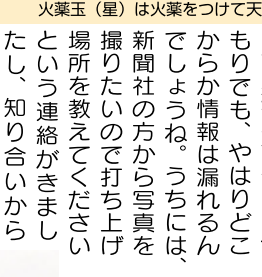 火薬玉（星）は火薬をつけて天
もりでも、やはりどこ
からか情報は漏れるん
でしょうね。うちには、
新聞社の方から写真を
撮りたいので打ち上げ
場所を教えてください
という連絡がきまし
たし、知り合いから